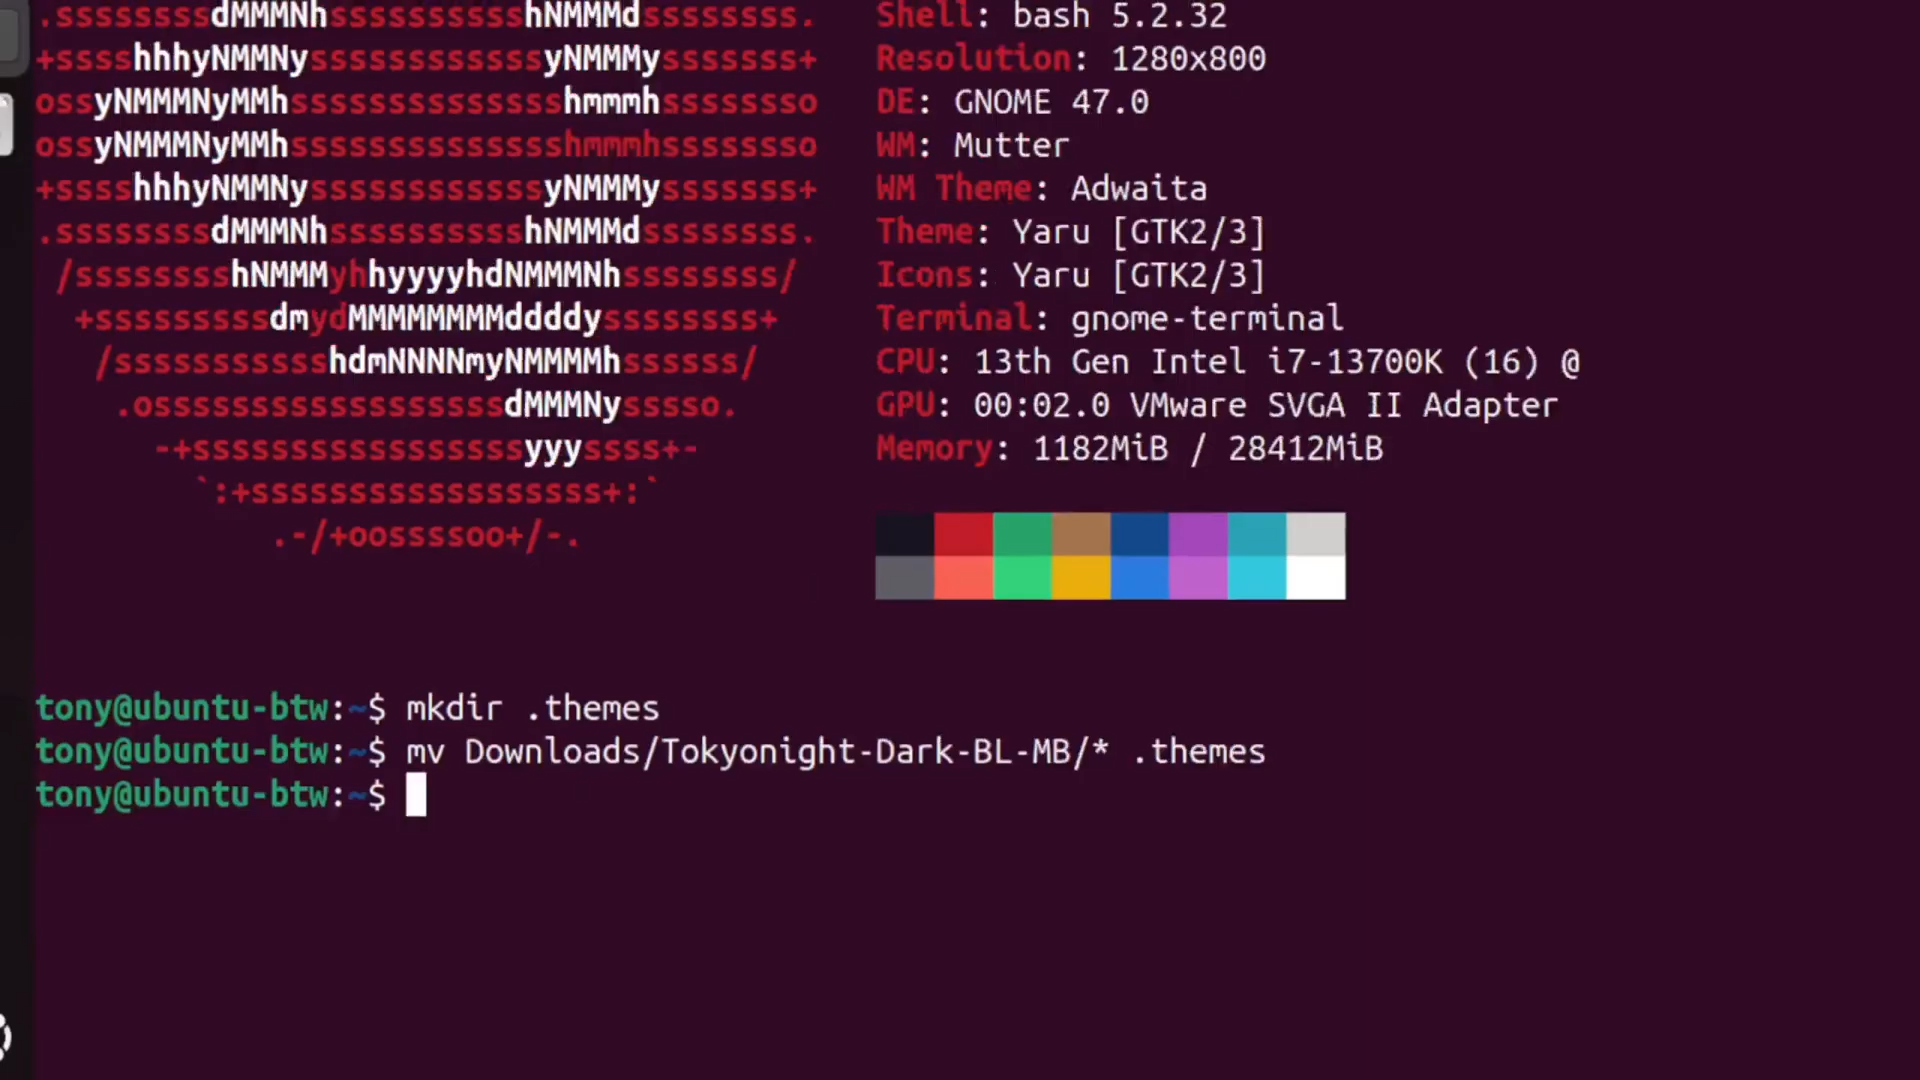 .ssssssssdMMMNhsssssssssshNMMMdssssssss. Shell: bash 5.2.32
+sssshhhyNMMNyssssssssssssyNMMMysssssss+ Resolution: 1280x800
ossyNMMMNyMMhsssssssssssssshmmmhssssssso DE: GNOME 47.0
ossyNMMMNyMMhsssssssssssssshmmmhssssssso WM: Mutter
+sssshhhyNMMNyssssssssssssyNMMMysssssss+ WM Theme: Adwaita
.ssssssssdMMMNhsssssssssshNMMMdssssssss. Theme: Yaru [GTK2/3]
/sssssssshNMMMyhhyyyyhdNMMMNhssssssss/ Icons: Yaru [GTK2/3]
+sssssssssdmydMMMMMMMMddddyssssssss+ Terminal: gnome-terminal
/ssssssssssshdmNNNNmyNMMMMhssssss/ CPU: 13th Gen Intel i7-13700K (16) @
.ossssssssssssssssssdMMMNysssso. GPU: 00:02.0 VMware SVGA II Adapter
-+sssssssssssssssssyyyssss+- Memory: 1182MiB / 28412MiB
`:+ssssssssssssssssss+:`
.-/+oossssoo+/-.
tony@ubuntu-btw:~$ mkdir .themes
tony@ubuntu-btw:~$ mv Downloads/Tokyonight-Dark-BL-MB/* .themes
tony@ubuntu-btw:~$